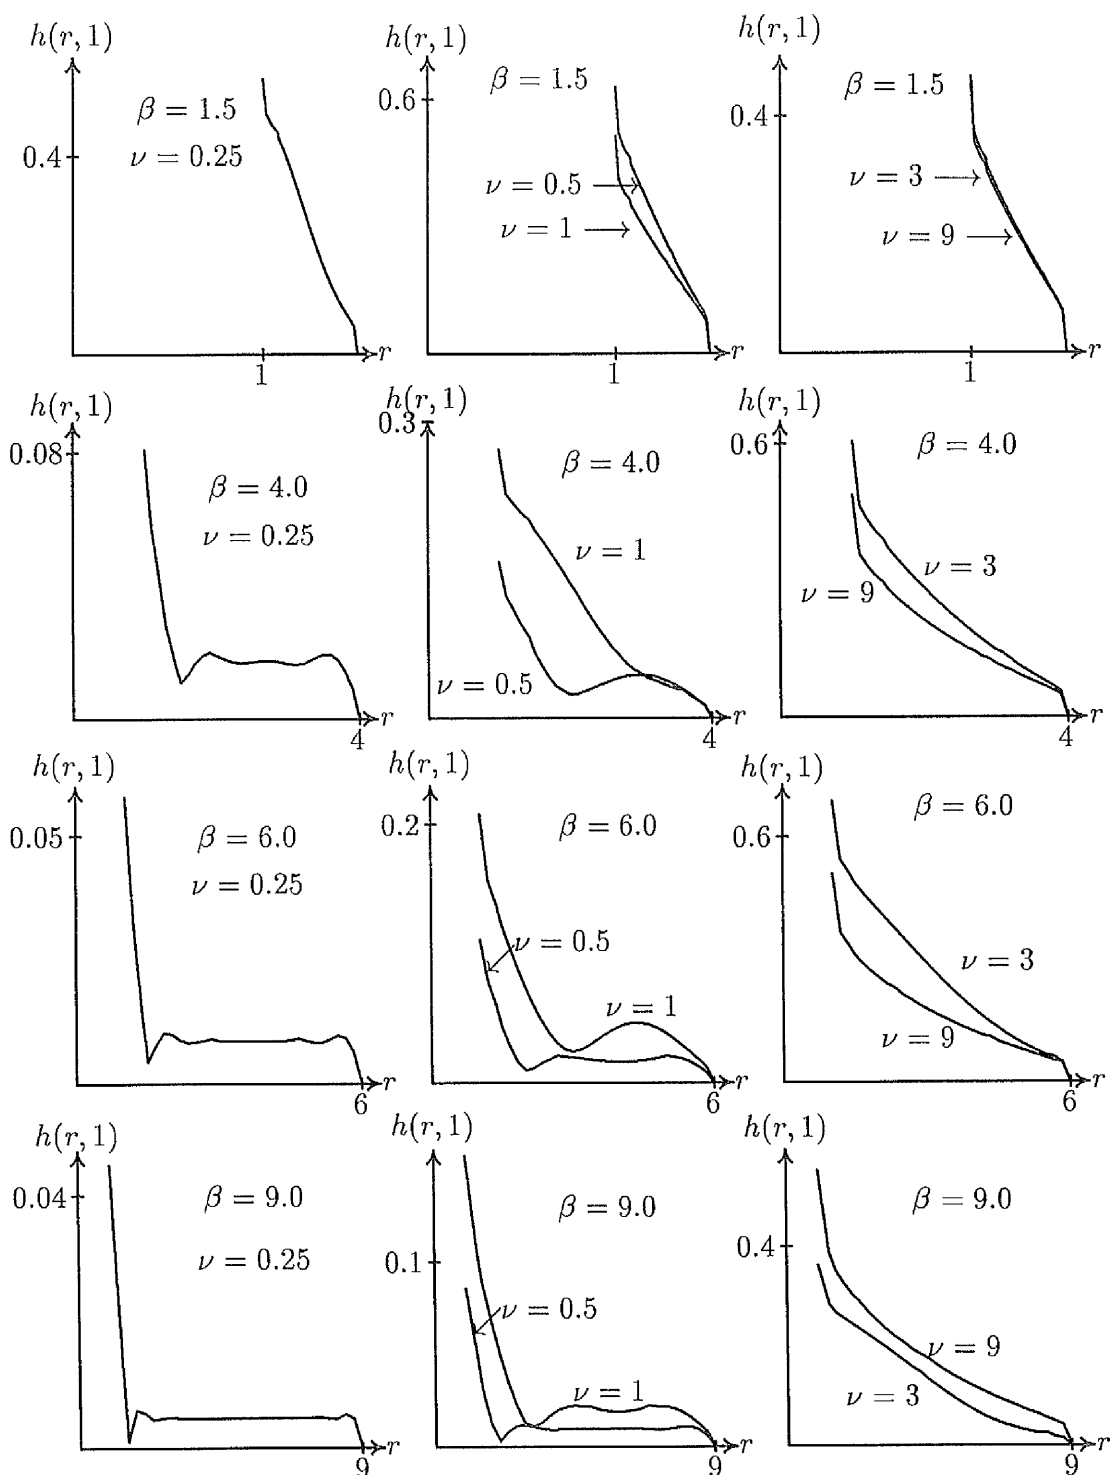 h(r, 1)
β = 1.5
ν = 0.25
0.4
1
r
h(r, 1)
β = 1.5
0.6
ν = 0.5
ν = 1
1
r
h(r, 1)
β = 1.5
0.4
ν = 3
ν = 9
1
r
h(r, 1)
0.08
β = 4.0
ν = 0.25
4
r
h(r, 1)
0.3
β = 4.0
ν = 1
ν = 0.5
4
r
h(r, 1)
0.6
β = 4.0
ν = 3
ν = 9
4
r
h(r, 1)
0.05
β = 6.0
ν = 0.25
6
r
h(r, 1)
0.2
β = 6.0
ν = 0.5
ν = 1
6
r
h(r, 1)
β = 6.0
0.6
ν = 3
ν = 9
6
r
h(r, 1)
0.04
β = 9.0
ν = 0.25
9
r
h(r, 1)
β = 9.0
0.1
ν = 0.5
ν = 1
9
r
h(r, 1)
β = 9.0
0.4
ν = 9
ν = 3
9
r